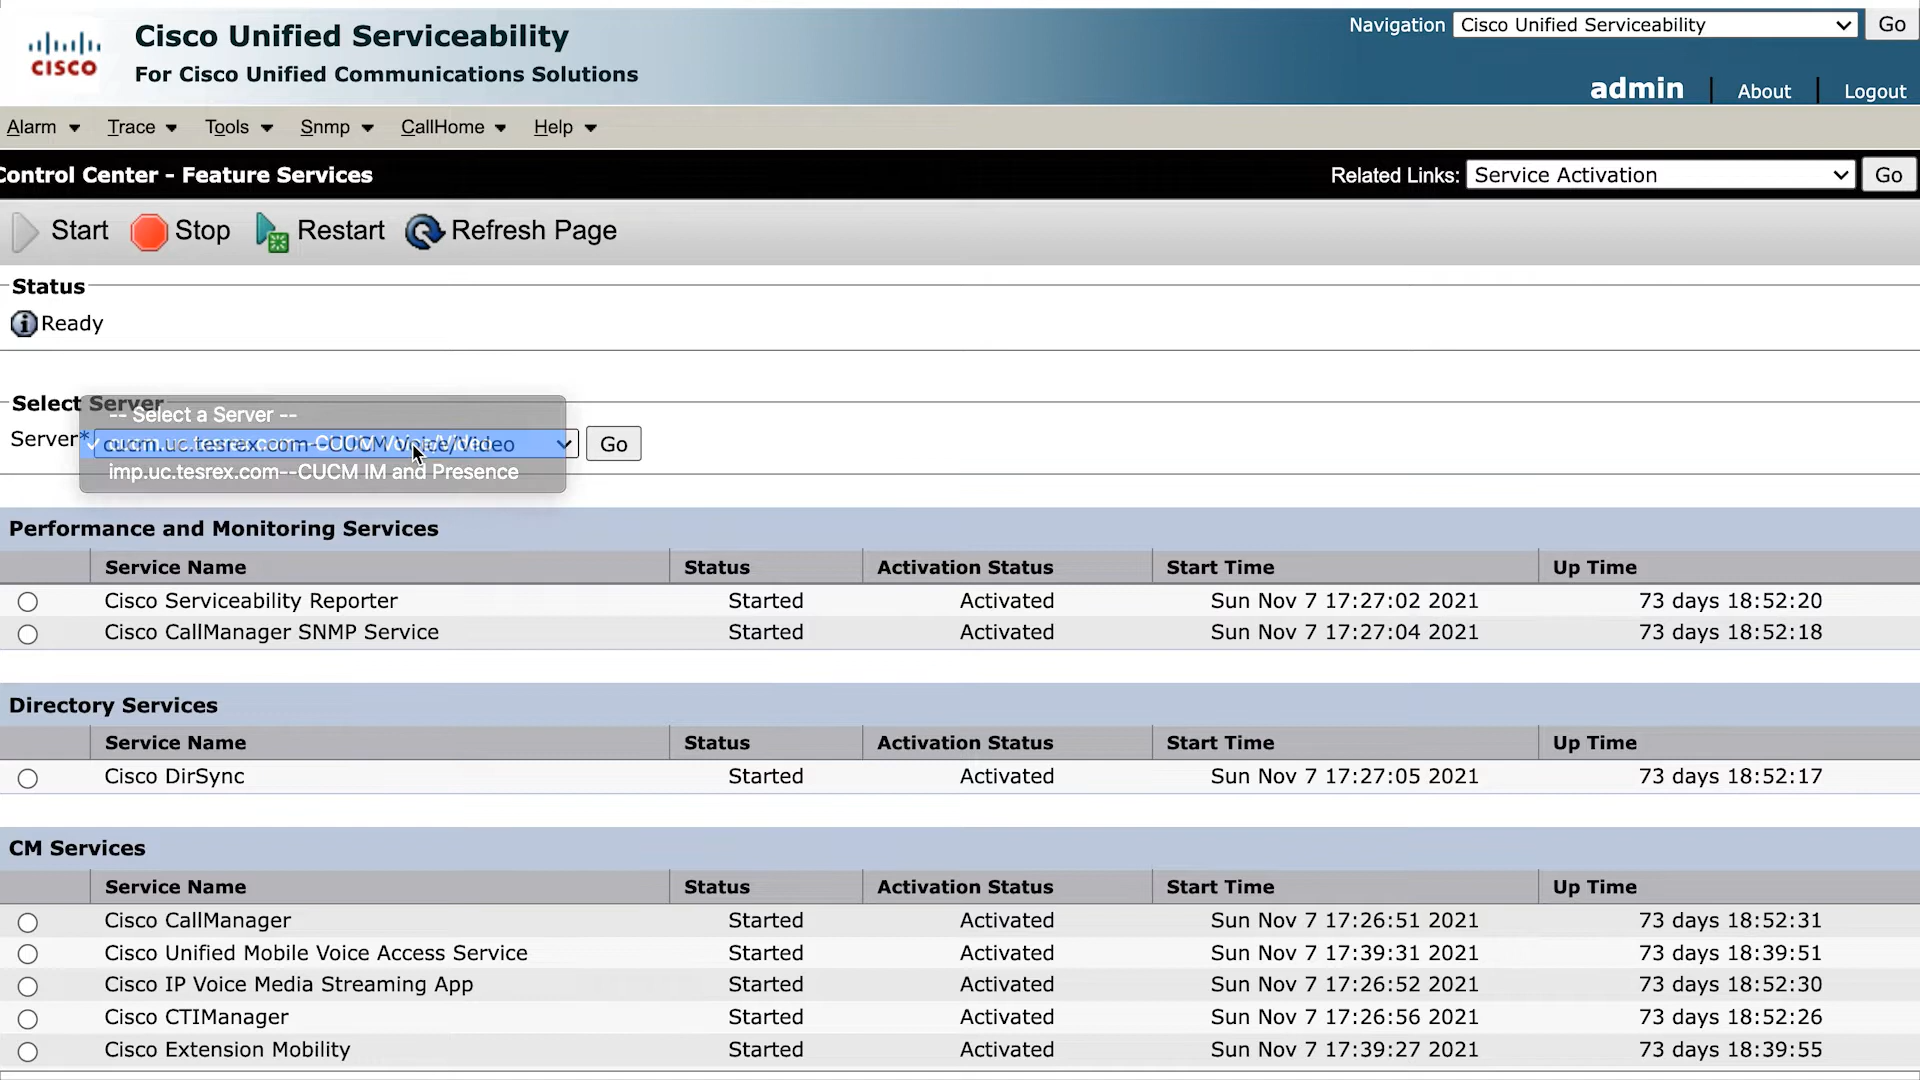 Cisco Unified Serviceability
For Cisco Unified Communications Solutions
CISCO
Navigation Cisco Unified Serviceability Go
admin About Logout
Alarm Trace Tools Snmp CallHome Help
Control Center - Feature Services
Related Links: Service Activation Go
Start Stop Restart Refresh Page
Status
Ready
Select Server
-- Select a Server --
Server* cucm.uc.tesrex.com--CUCM Voice/Video Go
imp.uc.tesrex.com--CUCM IM and Presence
Performance and Monitoring Services
Service Name Status Activation Status Start Time Up Time
Cisco Serviceability Reporter Started Activated Sun Nov 7 17:27:02 2021 73 days 18:52:20
Cisco CallManager SNMP Service Started Activated Sun Nov 7 17:27:04 2021 73 days 18:52:18
Directory Services
Service Name Status Activation Status Start Time Up Time
Cisco DirSync Started Activated Sun Nov 7 17:27:05 2021 73 days 18:52:17
CM Services
Service Name Status Activation Status Start Time Up Time
Cisco CallManager Started Activated Sun Nov 7 17:26:51 2021 73 days 18:52:31
Cisco Unified Mobile Voice Access Service Started Activated Sun Nov 7 17:39:31 2021 73 days 18:39:51
Cisco IP Voice Media Streaming App Started Activated Sun Nov 7 17:26:52 2021 73 days 18:52:30
Cisco CTIManager Started Activated Sun Nov 7 17:26:56 2021 73 days 18:52:26
Cisco Extension Mobility Started Activated Sun Nov 7 17:39:27 2021 73 days 18:39:55